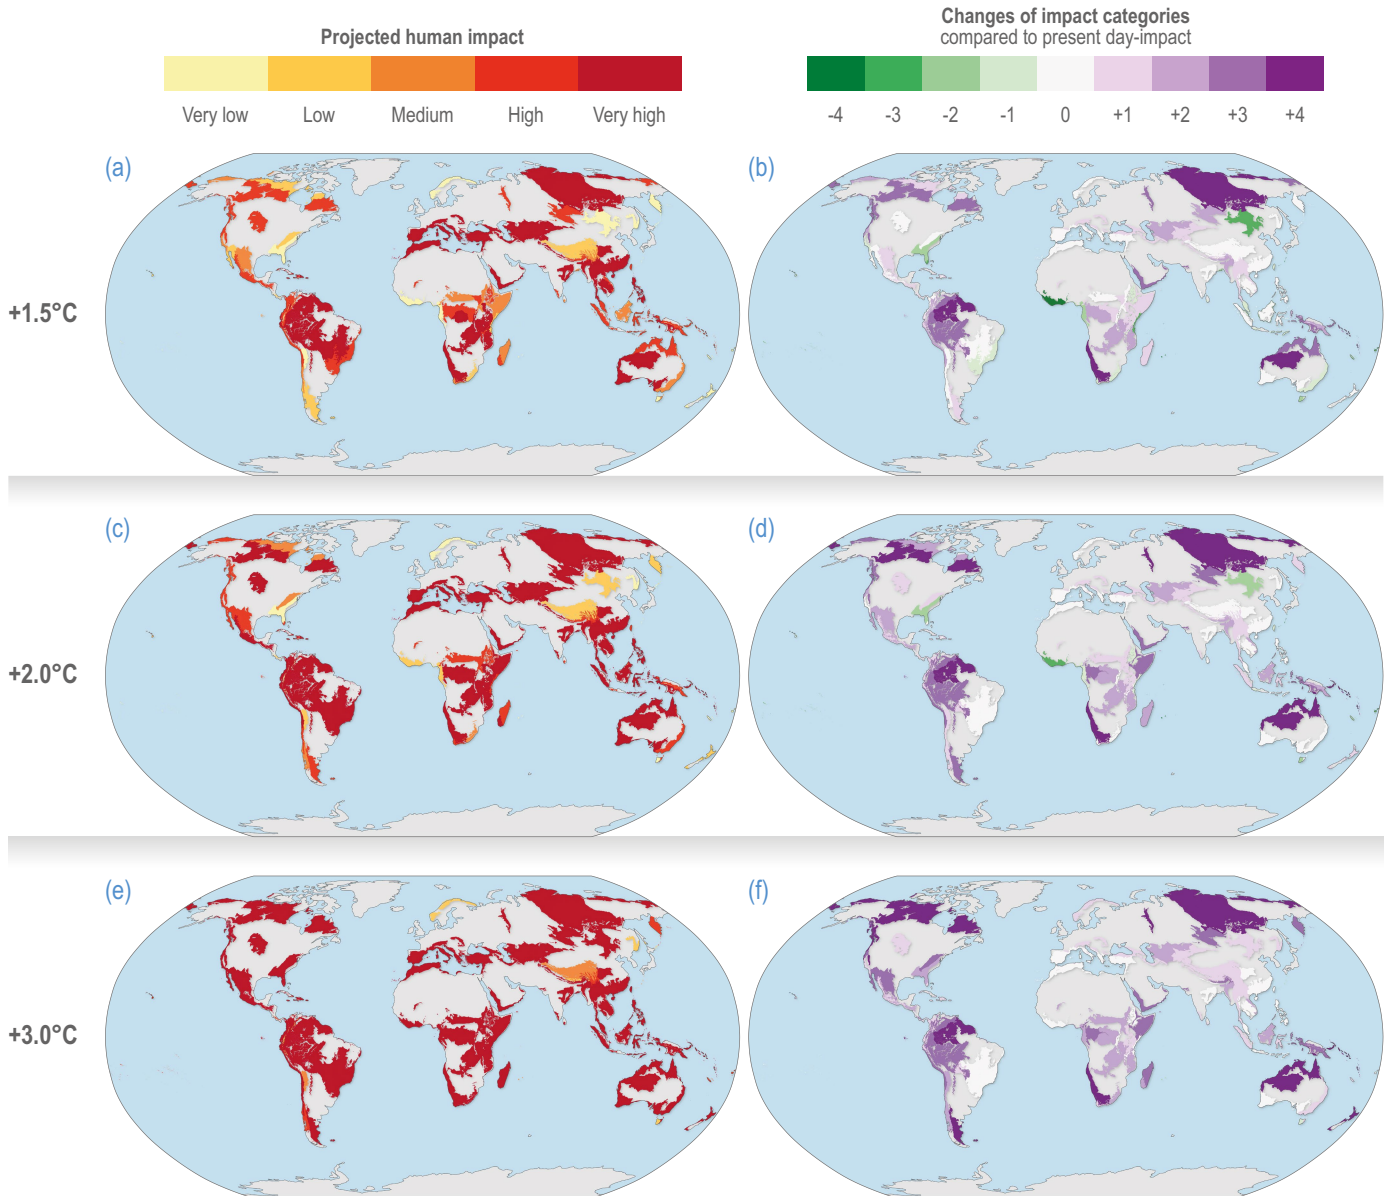 Projected human impact
Very low Low Medium High Very high
Changes of impact categories
compared to present day-impact
-4 -3 -2 -1 0 +1 +2 +3 +4
(a) (b)
+1.5°C
(c) (d)
+2.0°C
(e) (f)
+3.0°C